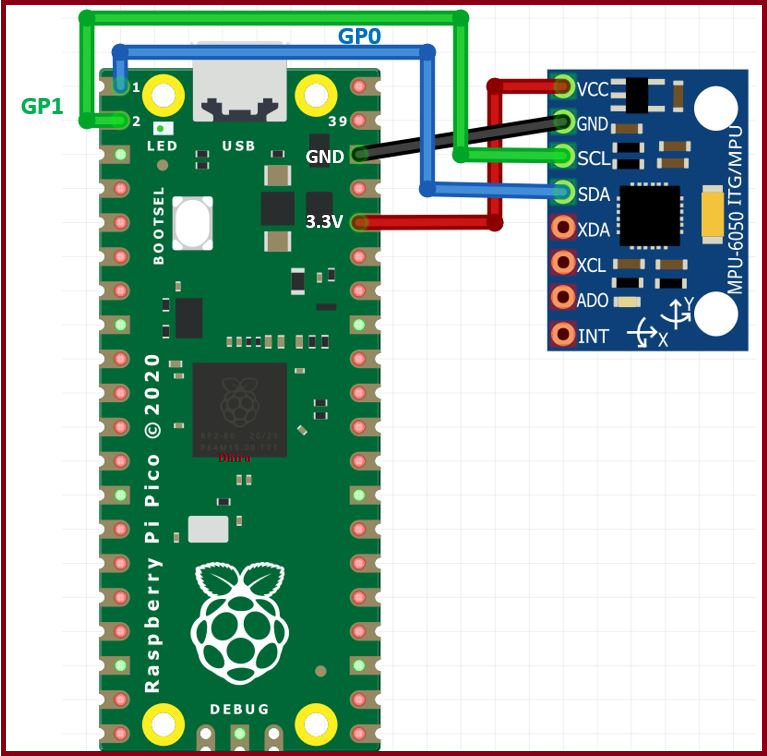 GP0
GP1
1
2
39
LED
USB
GND
BOOTSEL
3.3V
VCC
GND
SCL
SDA
XDA
XCL
ADO
INT
Y
X
MPU-6050 ITG/MPU
Dhiru
Raspberry Pi Pico ©2020
DEBUG